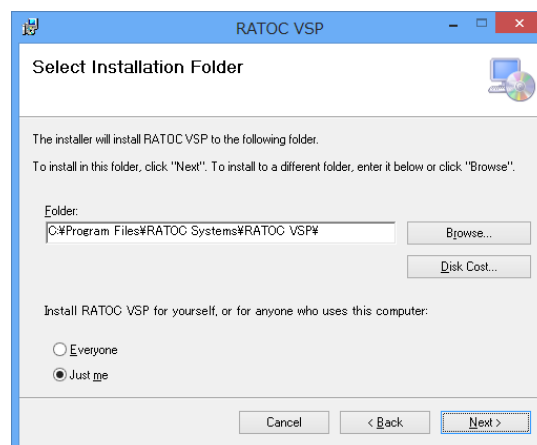 RATOC VSP
Select Installation Folder
The installer will install RATOC VSP to the following folder.
To install in this folder, click "Next". To install to a different folder, enter it below or click "Browse".
Folder:
C:¥Program Files¥RATOC Systems¥RATOC VSP¥
Browse...
Disk Cost...
Install RATOC VSP for yourself, or for anyone who uses this computer:
Everyone
Just me
Cancel
< Back
Next >